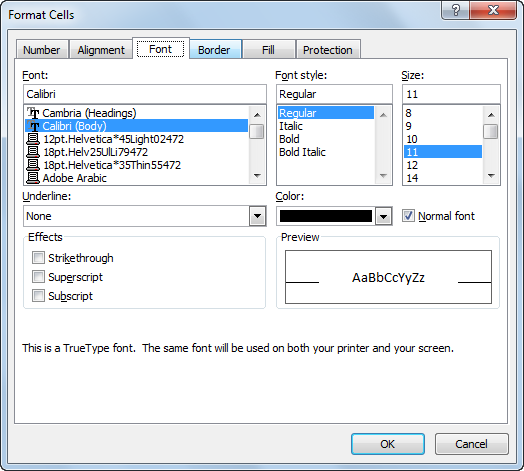 Format Cells
Number Alignment Font Border Fill Protection
Font: Font style: Size:
Calibri Regular 11
Cambria (Headings) Regular 8
Calibri (Body) Italic 9
12pt.Helvetica*45Light02472 Bold 10
18pt.Helv25UlLi79472 Bold Italic 11
18pt.Helvetica*35Thin55472 12
Adobe Arabic 14
Underline: Color:
None Normal font
Effects Preview
Strikethrough
Superscript AaBbCcYyZz
Subscript
This is a TrueType font.  The same font will be used on both your printer and your screen.
OK Cancel